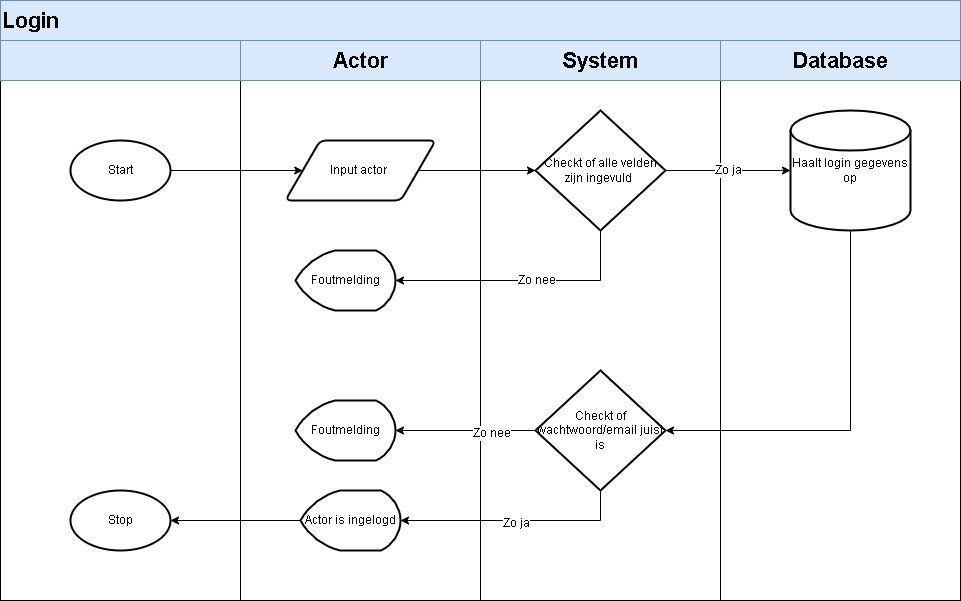 Login
Actor
System
Database
Start
Input actor
Checkt of alle velden
zijn ingevuld
Zo ja
Haalt login gegevens
op
Foutmelding
Zo nee
Foutmelding
Zo nee
Checkt of
wachtwoord/email juist
is
Stop
Actor is ingelogd
Zo ja